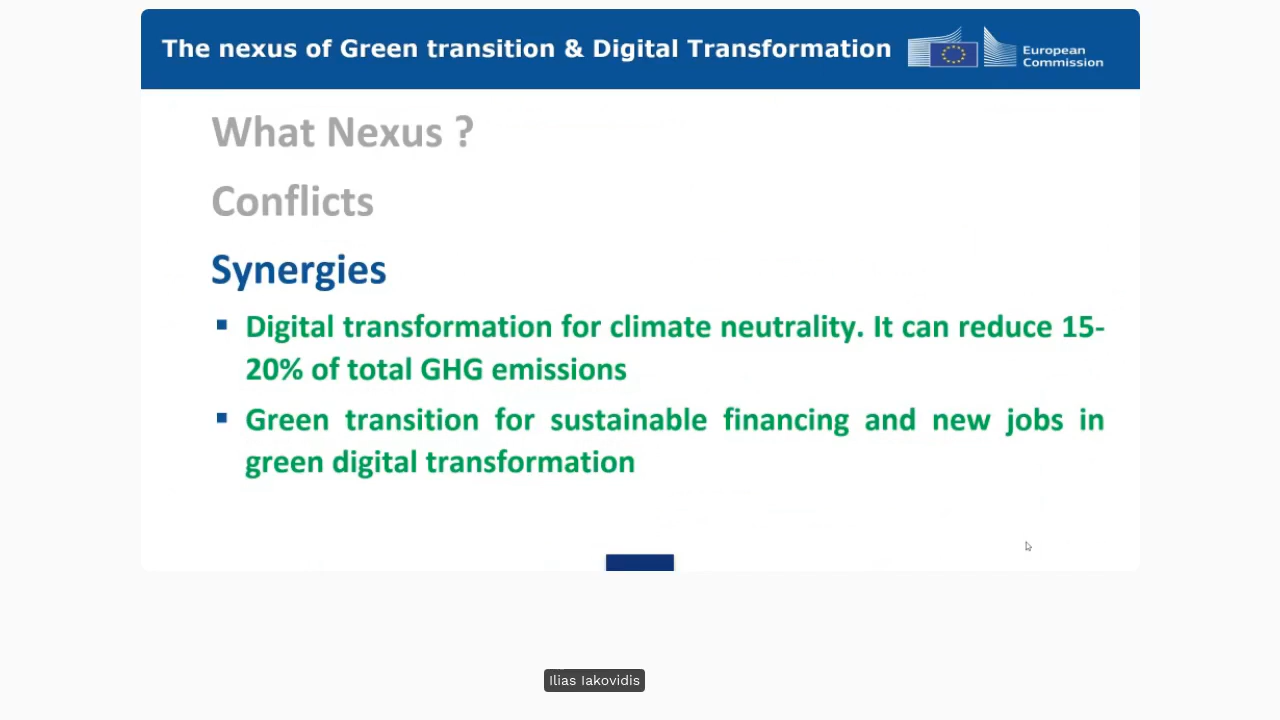 The nexus of Green transition & Digital Transformation
European
Commission
What Nexus ?
Conflicts
Synergies
▪ Digital transformation for climate neutrality. It can reduce 15-
20% of total GHG emissions
▪ Green transition for sustainable financing and new jobs in
green digital transformation
Ilias Iakovidis